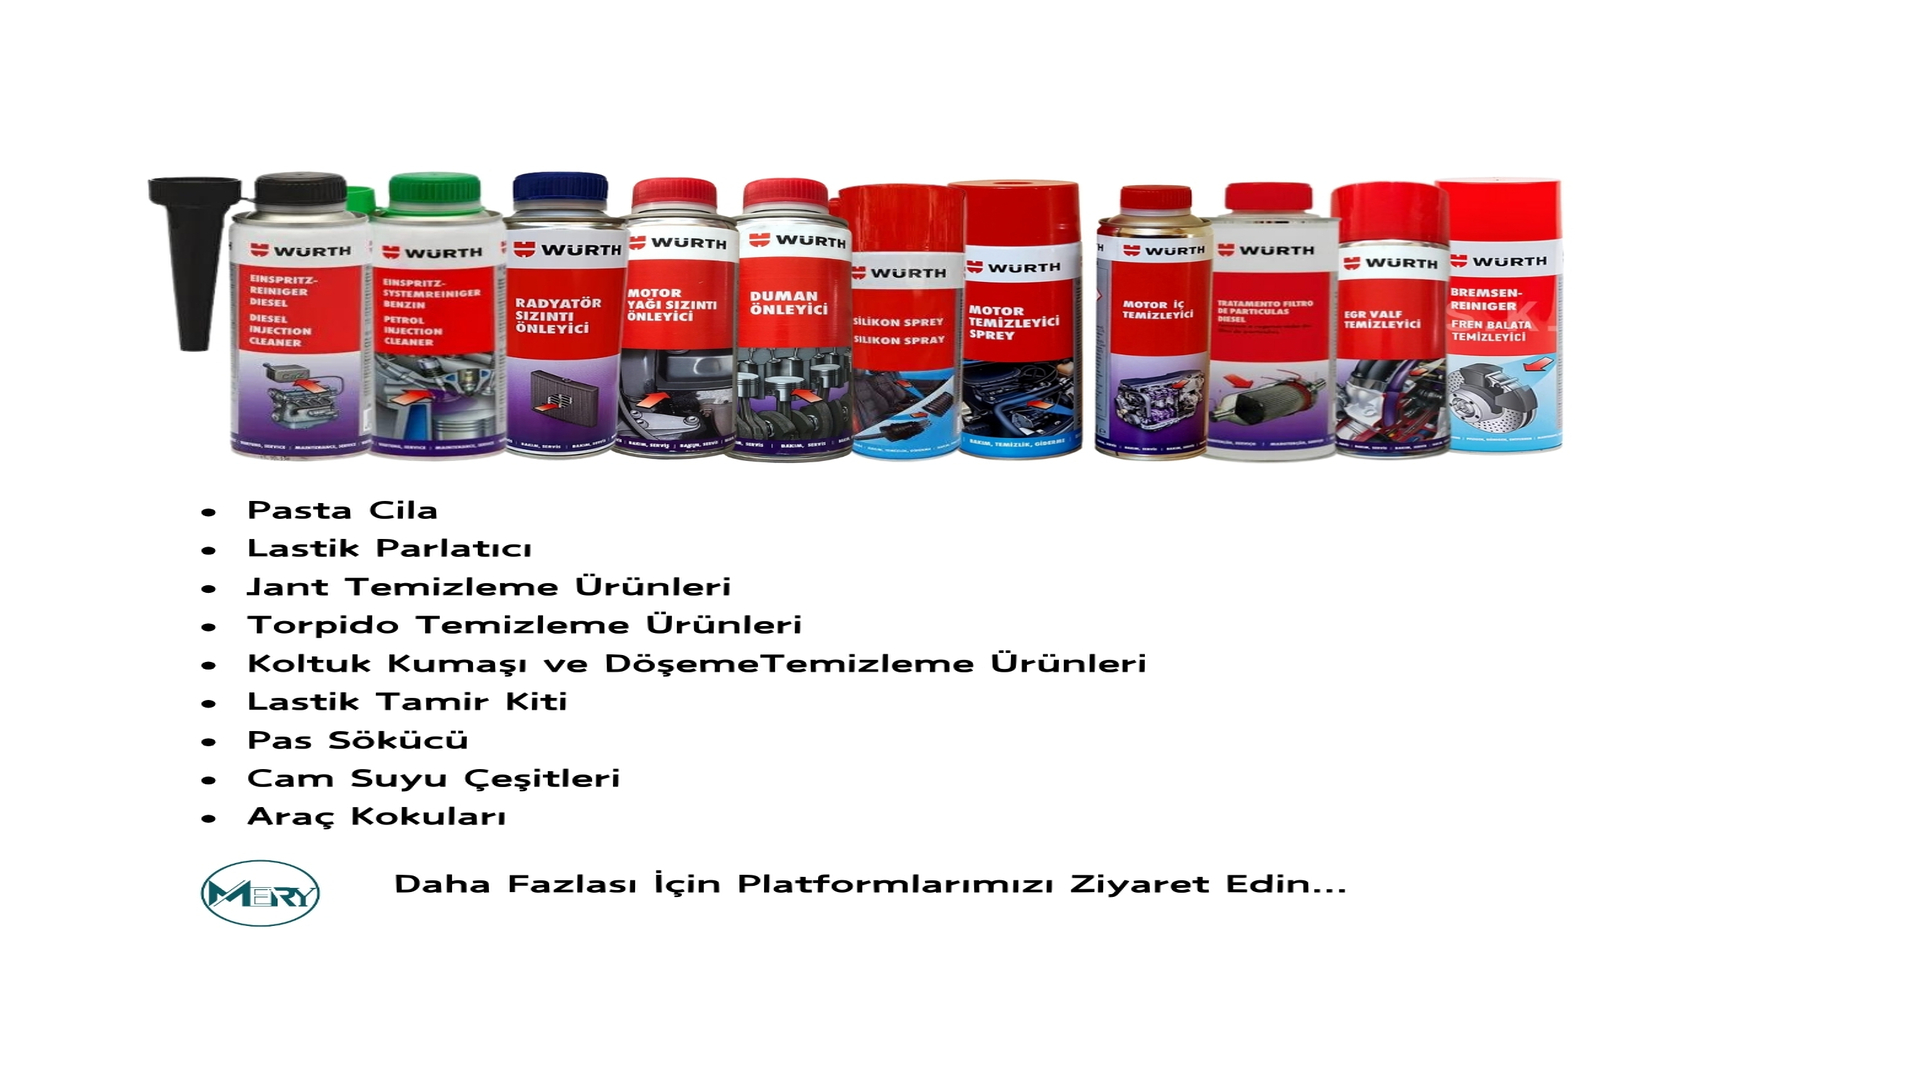 WÜRTH
EINSPRITZ-
REINIGER
DIESEL
DIESEL
INJECTION
CLEANER
WÜRTH
EINSPRITZ-
SYSTEMREINIGER
BENZIN
PETROL
INJECTION
CLEANER
WÜRTH
RADYATÖR
SIZINTI
ÖNLEYİCİ
WÜRTH
MOTOR
YAĞI SIZINTI
ÖNLEYİCİ
WÜRTH
DUMAN
ÖNLEYİCİ
WÜRTH
SİLİKON SPREY
SILIKON SPRAY
WÜRTH
MOTOR
TEMİZLEYİCİ
SPREY
BAKIM, TEMİZLİK, GİDERME
WÜRTH
MOTOR İÇ
TEMİZLEYİCİ
WÜRTH
TRATAMENTO FILTRO
DE PARTICULAS
DIESEL
WÜRTH
EGR VALF
TEMİZLEYİCİ
WÜRTH
BREMSEN-
REINIGER
FREN BALATA
TEMİZLEYİCİ
• Pasta Cila
• Lastik Parlatıcı
• Jant Temizleme Ürünleri
• Torpido Temizleme Ürünleri
• Koltuk Kumaşı ve DöşemeTemizleme Ürünleri
• Lastik Tamir Kiti
• Pas Sökücü
• Cam Suyu Çeşitleri
• Araç Kokuları
MERY
Daha Fazlası İçin Platformlarımızı Ziyaret Edin...